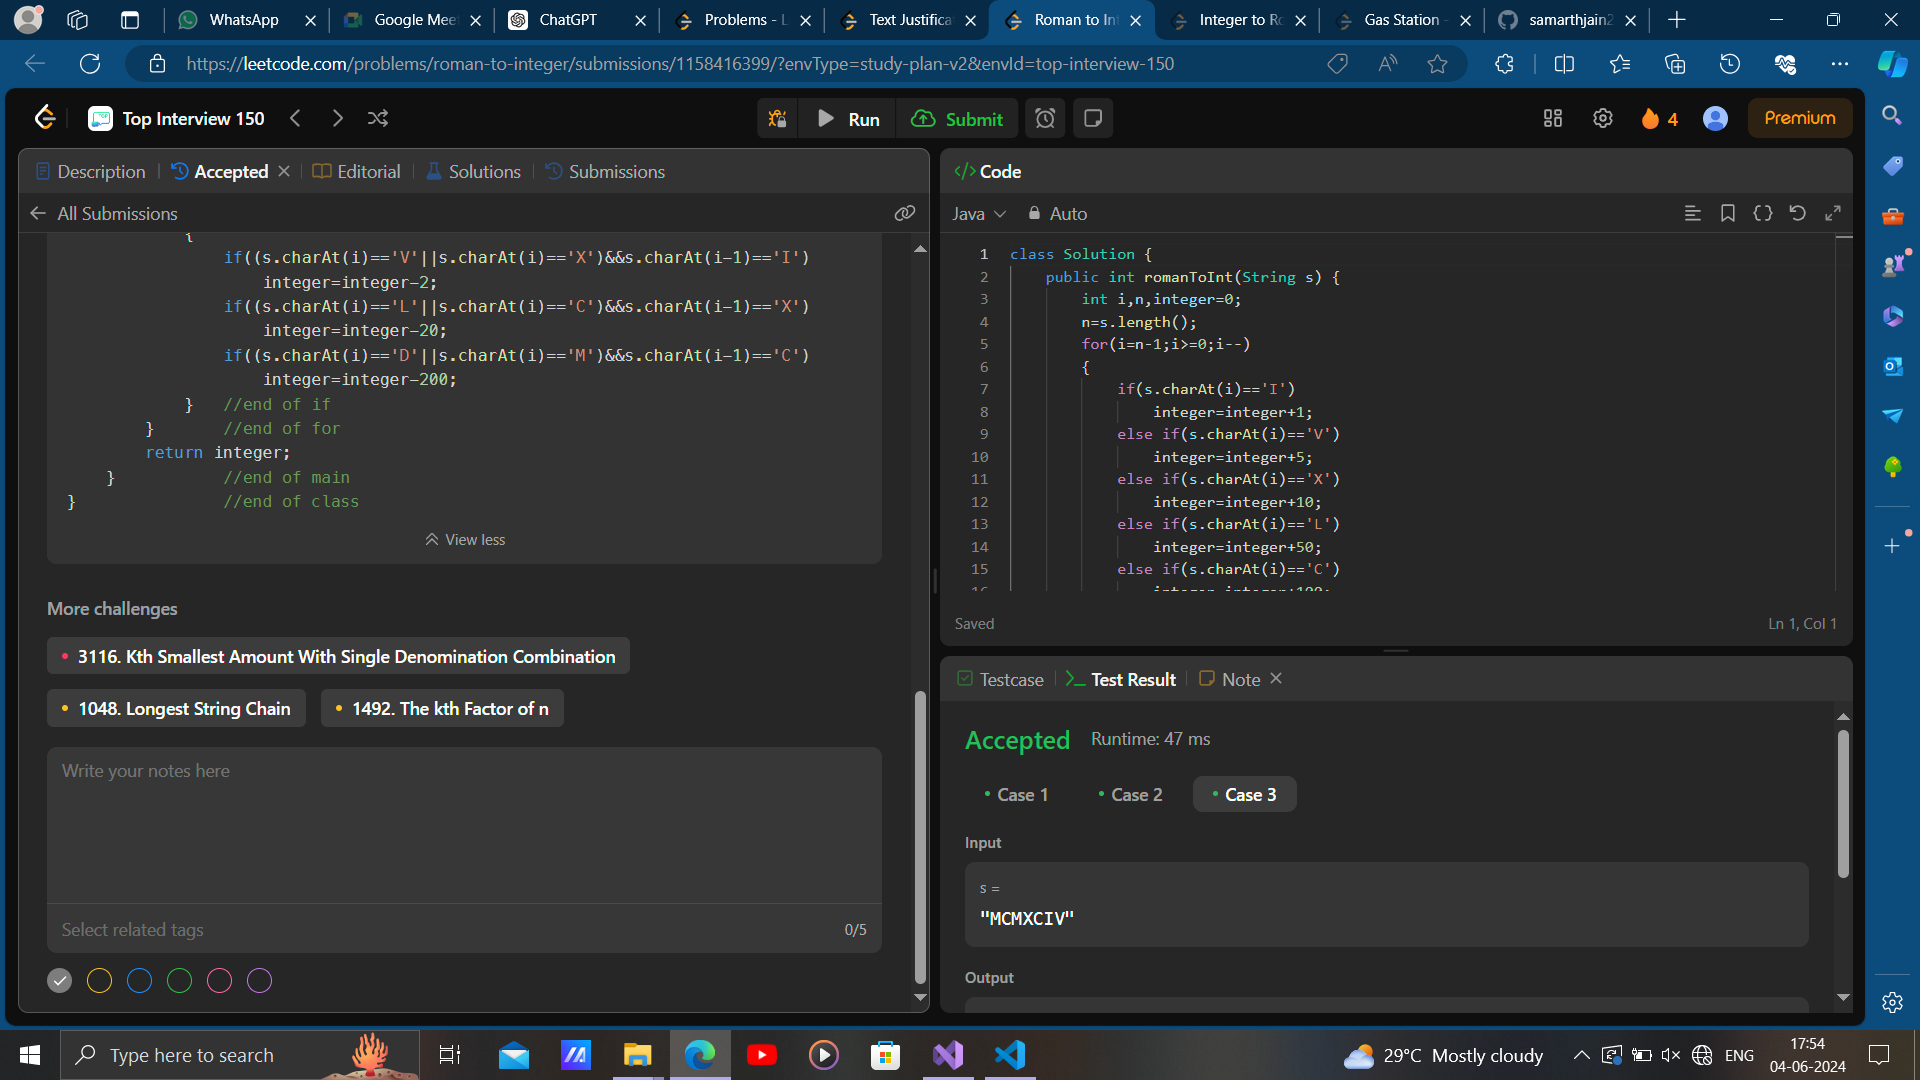 WhatsApp
Google Mee
ChatGPT
Problems - L
Text Justifica
Roman to In
Integer to Ro
Gas Station -
samarthjain2
https://leetcode.com/problems/roman-to-integer/submissions/1158416399/?envType=study-plan-v2&envId=top-interview-150
Top Interview 150
Run
Submit
4
Premium
Description
Accepted
Editorial
Solutions
Submissions
All Submissions
{
if((s.charAt(i)=='V'||s.charAt(i)=='X')&&s.charAt(i-1)=='I')
integer=integer-2;
if((s.charAt(i)=='L'||s.charAt(i)=='C')&&s.charAt(i-1)=='X')
integer=integer-20;
if((s.charAt(i)=='D'||s.charAt(i)=='M')&&s.charAt(i-1)=='C')
integer=integer-200;
} //end of if
} //end of for
return integer;
} //end of main
} //end of class
View less
More challenges
3116. Kth Smallest Amount With Single Denomination Combination
1048. Longest String Chain
1492. The kth Factor of n
Write your notes here
Select related tags
0/5
Code
Java
Auto
1 class Solution {
2 public int romanToInt(String s) {
3 int i,n,integer=0;
4 n=s.length();
5 for(i=n-1;i>=0;i--)
6 {
7 if(s.charAt(i)=='I')
8 integer=integer+1;
9 else if(s.charAt(i)=='V')
10 integer=integer+5;
11 else if(s.charAt(i)=='X')
12 integer=integer+10;
13 else if(s.charAt(i)=='L')
14 integer=integer+50;
15 else if(s.charAt(i)=='C')
16 integer=integer+100;
Saved
Ln 1, Col 1
Testcase
Test Result
Note
Accepted
Runtime: 47 ms
Case 1
Case 2
Case 3
Input
s =
"MCMXCIV"
Output
Type here to search
29°C Mostly cloudy
ENG
17:54
04-06-2024